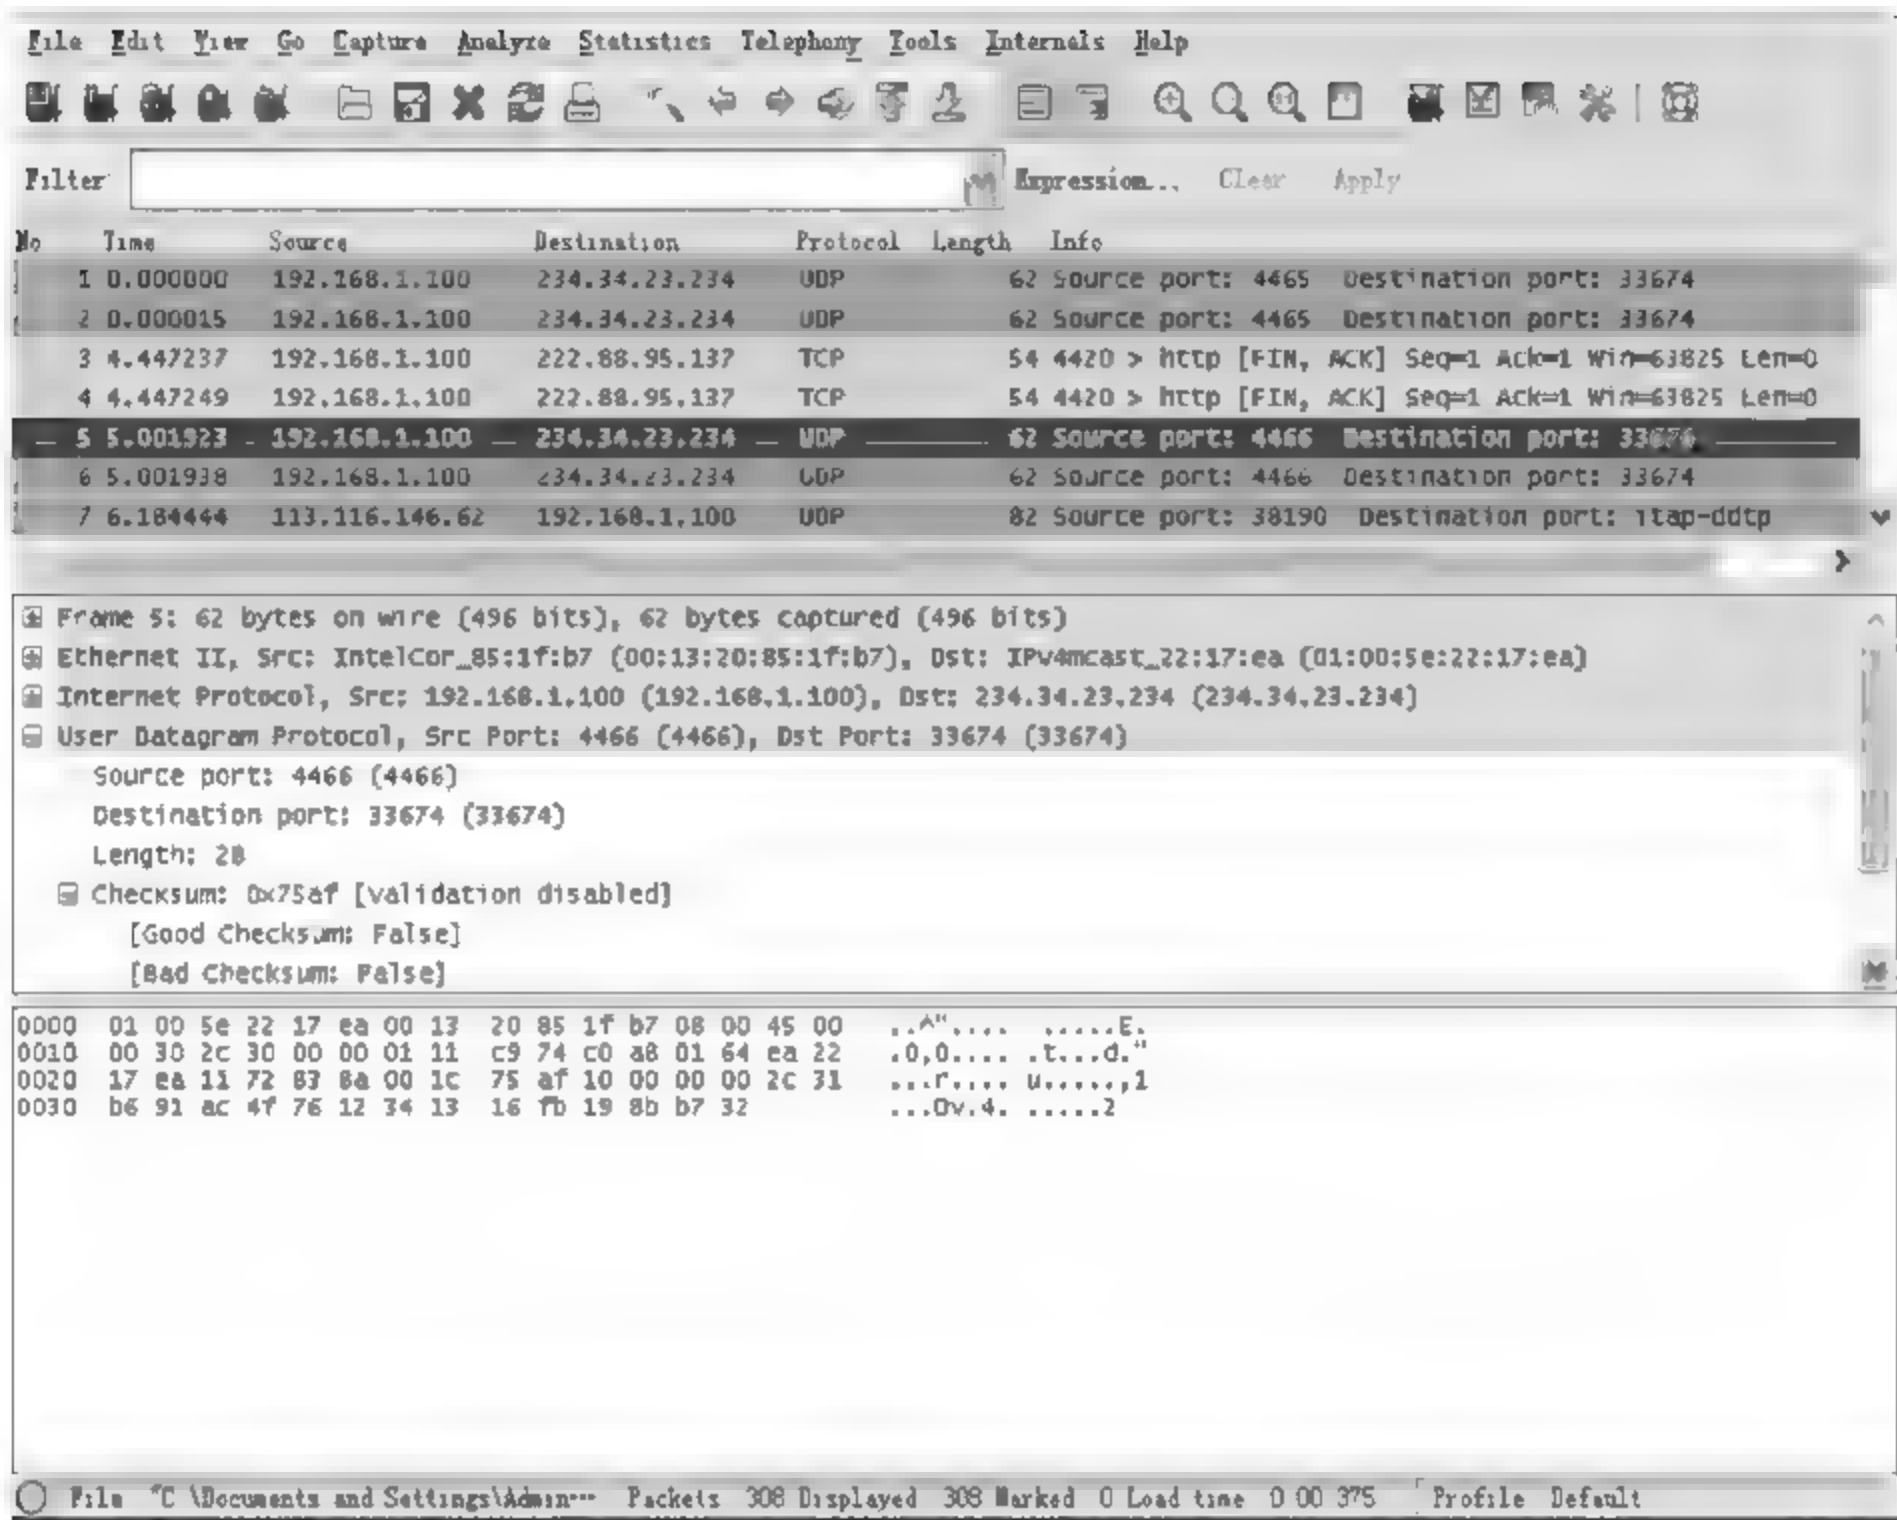 File Edit View Go Capture Analyze Statistics Telephony Tools Internals Help
Filter Expression... Clear Apply
No Time Source Destination Protocol Length Info
1 0.000000 192.168.1.100 234.34.23.234 UDP 62 Source port: 4465 Destination port: 33674
2 0.000015 192.168.1.100 234.34.23.234 UDP 62 Source port: 4465 Destination port: 33674
3 4.447237 192.168.1.100 222.88.95.137 TCP 54 4420 > http [FIN, ACK] Seq=1 Ack=1 Win=63825 Len=0
4 4.447249 192.168.1.100 222.88.95.137 TCP 54 4420 > http [FIN, ACK] Seq=1 Ack=1 Win=63825 Len=0
5 5.001923 192.168.1.100 234.34.23.234 UDP 62 Source port: 4466 Destination port: 33674
6 5.001938 192.168.1.100 234.34.23.234 UDP 62 Source port: 4466 Destination port: 33674
7 6.184444 113.116.146.62 192.168.1.100 UDP 82 Source port: 38190 Destination port: itap-ddtp
Frame 5: 62 bytes on wire (496 bits), 62 bytes captured (496 bits)
Ethernet II, Src: IntelCor_85:1f:b7 (00:13:20:85:1f:b7), Dst: IPv4mcast_22:17:ea (01:00:5e:22:17:ea)
Internet Protocol, Src: 192.168.1.100 (192.168.1.100), Dst: 234.34.23.234 (234.34.23.234)
User Datagram Protocol, Src Port: 4466 (4466), Dst Port: 33674 (33674)
Source port: 4466 (4466)
Destination port: 33674 (33674)
Length: 28
Checksum: 0x75af [validation disabled]
[Good Checksum: False]
[Bad Checksum: False]
0000 01 00 5e 22 17 ea 00 13 20 85 1f b7 08 00 45 00 ..^".... .....E.
0010 00 30 2c 30 00 00 01 11 c9 74 c0 a8 01 64 ea 22 .0,0.... .t...d."
0020 17 ea 11 72 83 8a 00 1c 75 af 10 00 00 00 2c 31 ...r.... u.....,1
0030 b6 91 ac 4f 76 12 34 13 16 fb 19 8b b7 32 ...Ov.4. .....2
File "C \Documents and Settings\Admin··· Packets 308 Displayed 308 Marked 0 Load time 0 00 375 Profile Default